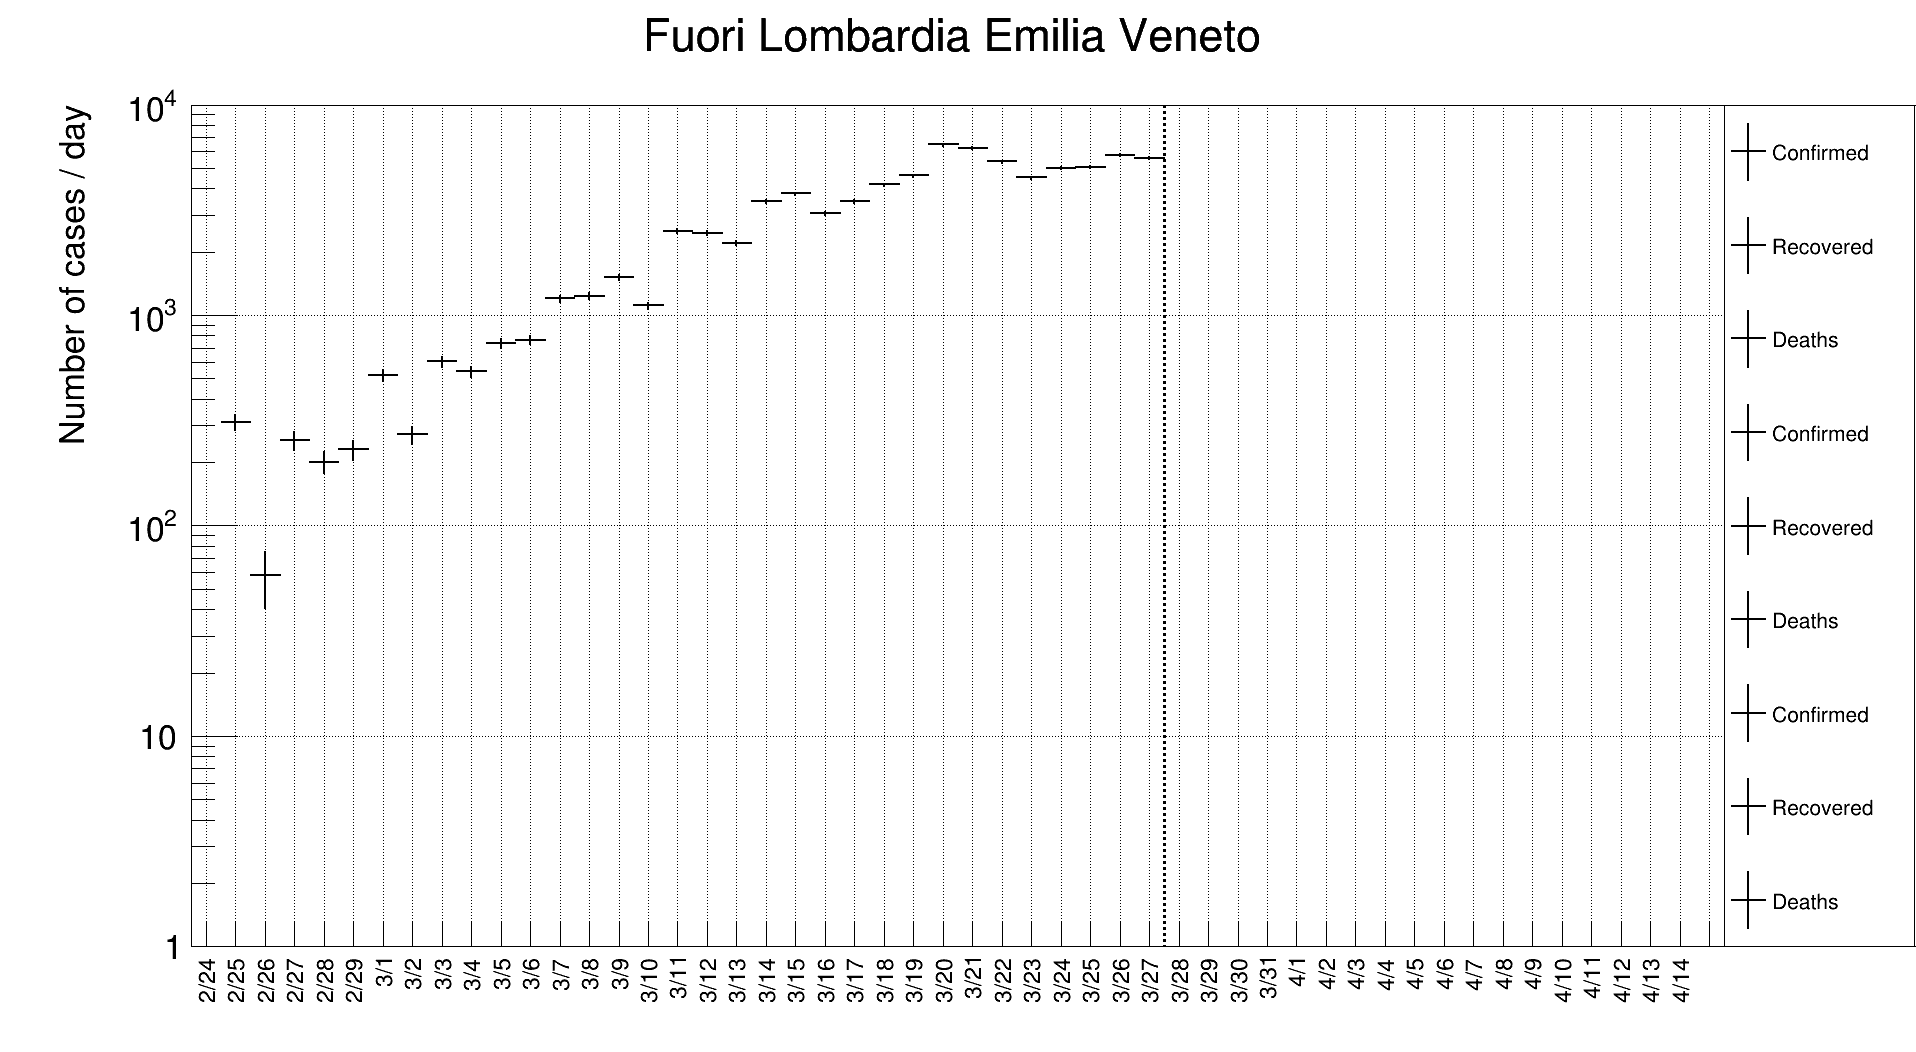 Fuori Lombardia Emilia Veneto
Number of cases / day
10^4
10^3
10^2
10
1
2/24 2/25 2/26 2/27 2/28 2/29 3/1 3/2 3/3 3/4 3/5 3/6 3/7 3/8 3/9 3/10 3/11 3/12 3/13 3/14 3/15 3/16 3/17 3/18 3/19 3/20 3/21 3/22 3/23 3/24 3/25 3/26 3/27 3/28 3/29 3/30 3/31 4/1 4/2 4/3 4/4 4/5 4/6 4/7 4/8 4/9 4/10 4/11 4/12 4/13 4/14
Confirmed
Recovered
Deaths
Confirmed
Recovered
Deaths
Confirmed
Recovered
Deaths